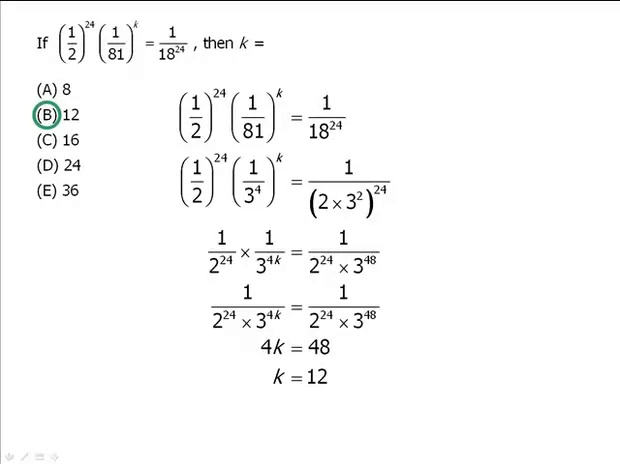 If (1/2)^24 (1/81)^k = 1/18^24 , then k =
(A) 8
(B) 12
(C) 16
(D) 24
(E) 36
(1/2)^24 (1/81)^k = 1/18^24
(1/2)^24 (1/3^4)^k = 1/(2 × 3^2)^24
1/2^24 × 1/3^4k = 1/(2^24 × 3^48)
1/(2^24 × 3^4k) = 1/(2^24 × 3^48)
4k = 48
k = 12